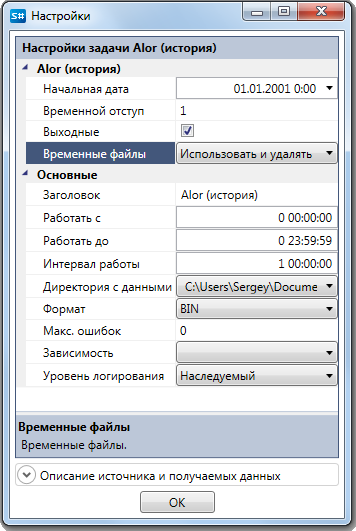 S# Настройки
Настройки задачи Alor (история)
Alor (история)
Начальная дата 01.01.2001 0:00
Временной отступ 1
Выходные
Временные файлы Использовать и удалять
Основные
Заголовок Alor (история)
Работать с 0 00:00:00
Работать до 0 23:59:59
Интервал работы 1 00:00:00
Директория с данными C:\Users\Sergey\Docume
Формат BIN
Макс. ошибок 0
Зависимость
Уровень логирования Наследуемый
Временные файлы
Временные файлы.
Описание источника и получаемых данных
OK